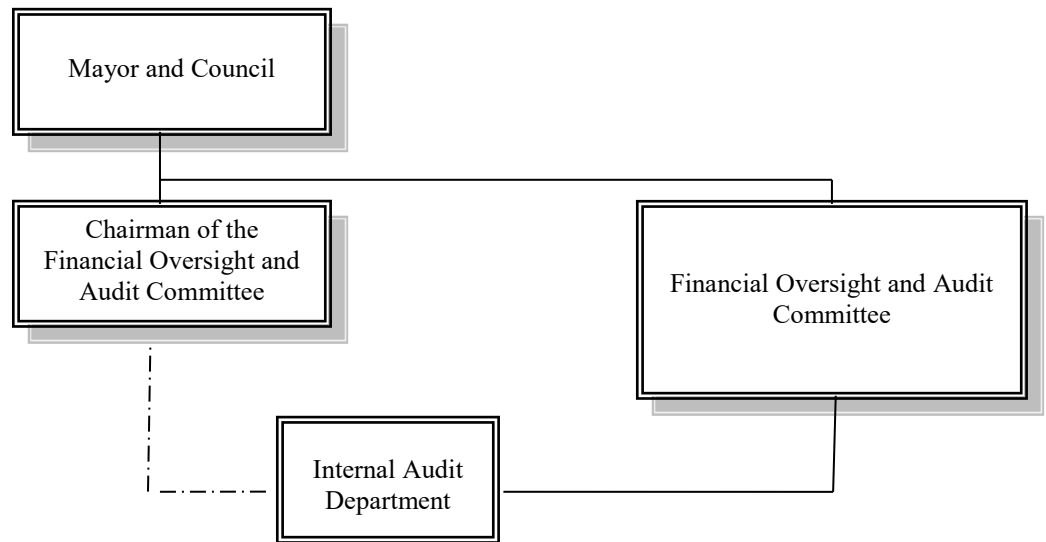 Mayor and Council
Chairman of the
Financial Oversight and
Audit Committee
Financial Oversight and Audit
Committee
Internal Audit
Department